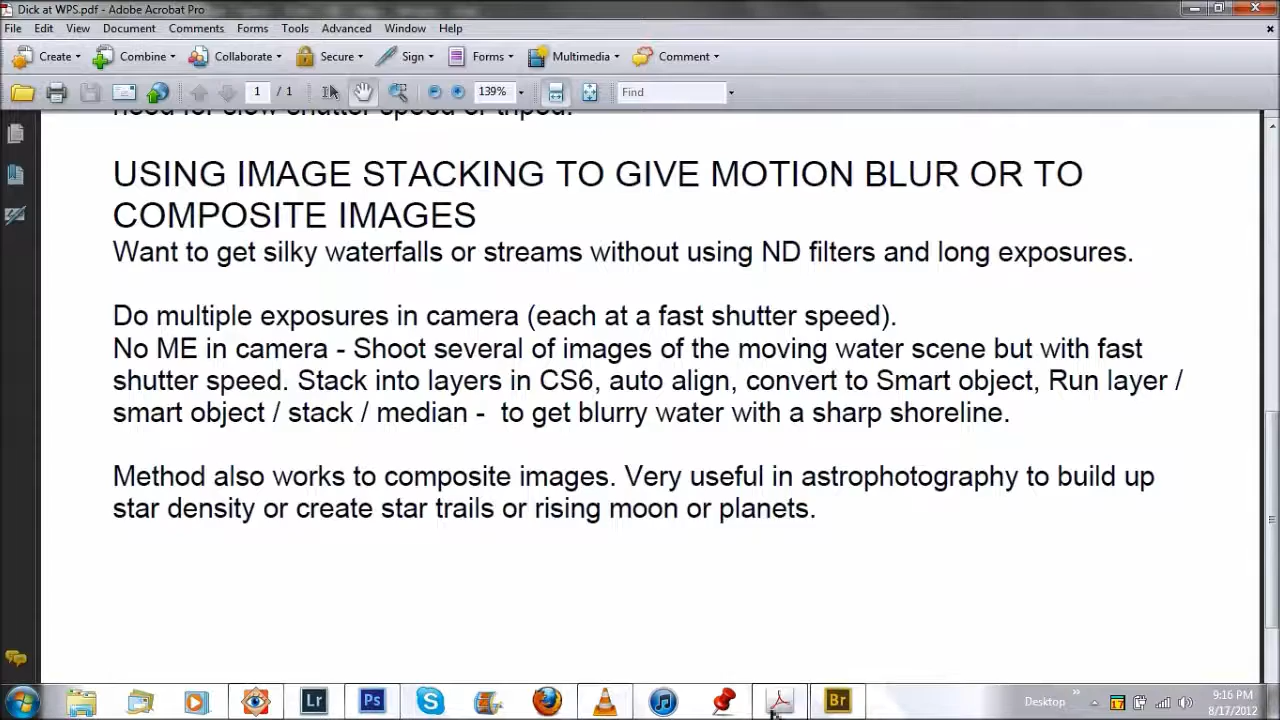 Dick at WPS.pdf - Adobe Acrobat Pro
File Edit View Document Comments Forms Tools Advanced Window Help
Create Combine Collaborate Secure Sign Forms Multimedia Comment
1 / 1 139% Find
need for slow shutter speed or tripod.
USING IMAGE STACKING TO GIVE MOTION BLUR OR TO
COMPOSITE IMAGES
Want to get silky waterfalls or streams without using ND filters and long exposures.
Do multiple exposures in camera (each at a fast shutter speed).
No ME in camera - Shoot several of images of the moving water scene but with fast
shutter speed. Stack into layers in CS6, auto align, convert to Smart object, Run layer /
smart object / stack / median - to get blurry water with a sharp shoreline.
Method also works to composite images. Very useful in astrophotography to build up
star density or create star trails or rising moon or planets.
Lr Ps Br Desktop 9:16 PM
8/17/2012